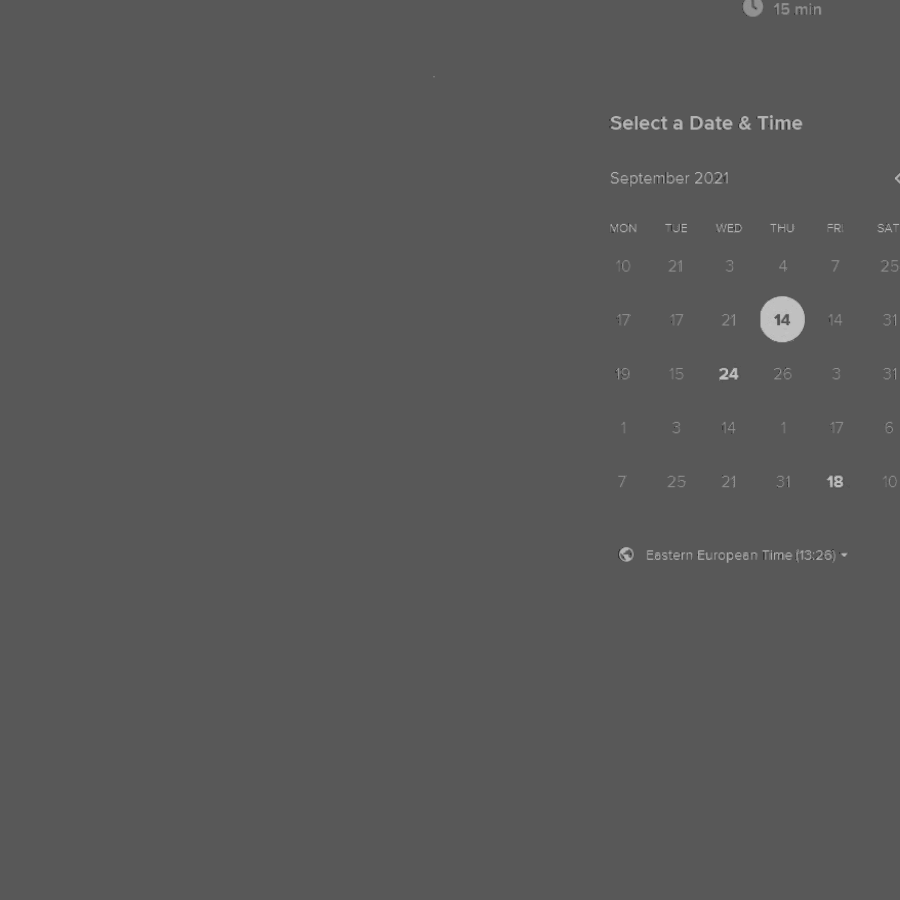 15 min
Select a Date & Time
September 2021
MON TUE WED THU FRI SAT
10 21 3 4 7 25
17 17 21 14 14 31
19 15 24 26 3 31
1 3 14 1 17 6
7 25 21 31 18 10
Eastern European Time (13:26)